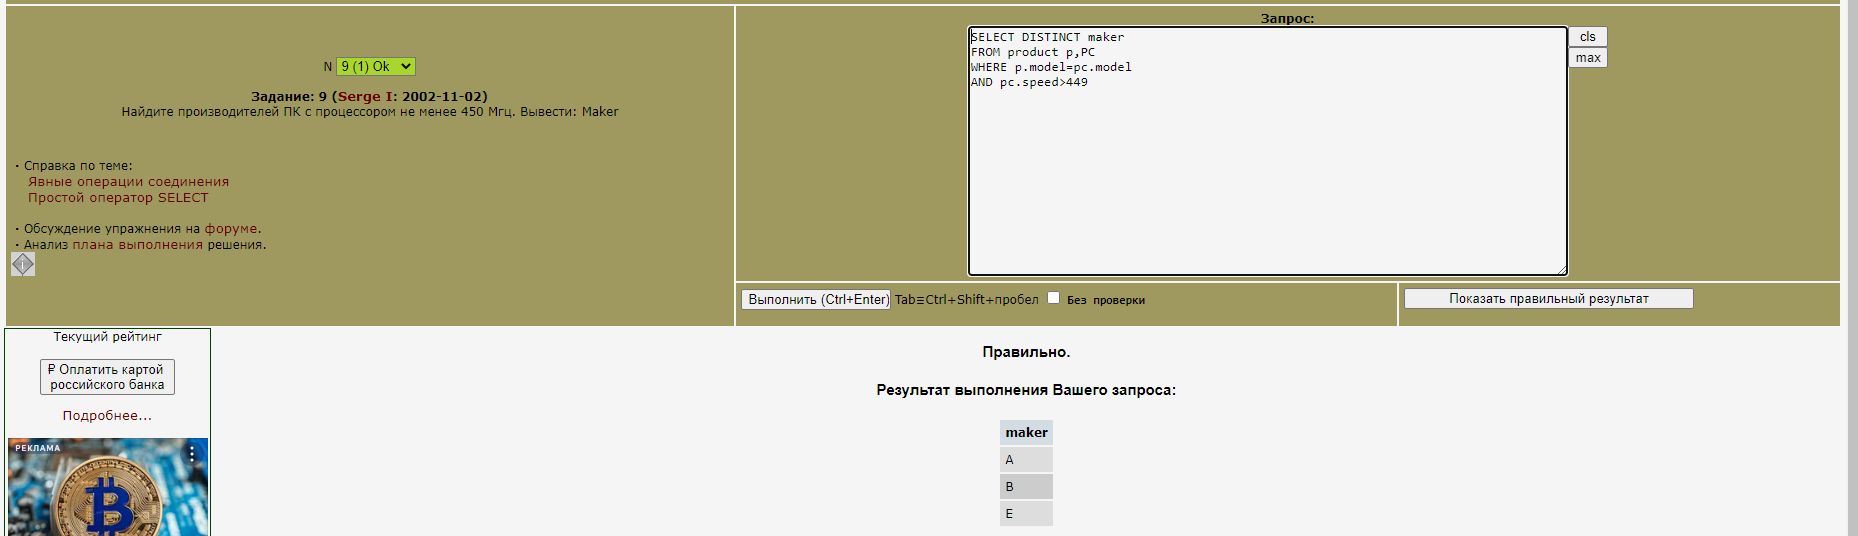 N 9 (1) Ok
Задание: 9 (Serge I: 2002-11-02)
Найдите производителей ПК с процессором не менее 450 Мгц. Вывести: Maker
• Справка по теме:
Явные операции соединения
Простой оператор SELECT
• Обсуждение упражнения на форуме.
• Анализ плана выполнения решения.
Запрос:
SELECT DISTINCT maker
FROM product p,PC
WHERE p.model=pc.model
AND pc.speed>449
cls
max
Выполнить (Ctrl+Enter) Tab≡Ctrl+Shift+пробел Без проверки
Показать правильный результат
Текущий рейтинг
₽ Оплатить картой
российского банка
Подробнее...
РЕКЛАМА
Правильно.
Результат выполнения Вашего запроса:
maker
A
B
E